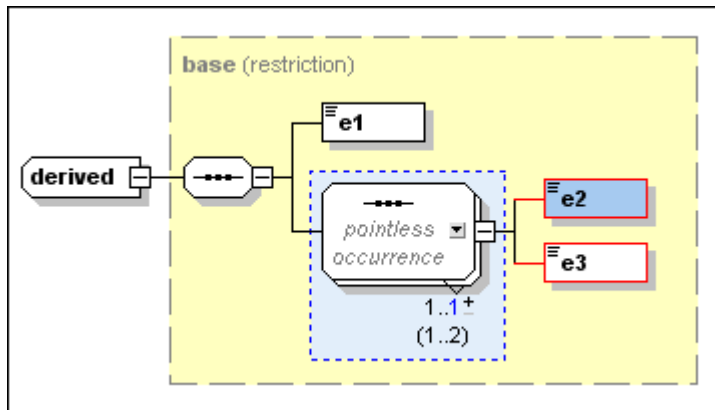 base (restriction)
e1
derived
pointless
occurrence
e2
e3
1..1 ±
(1..2)